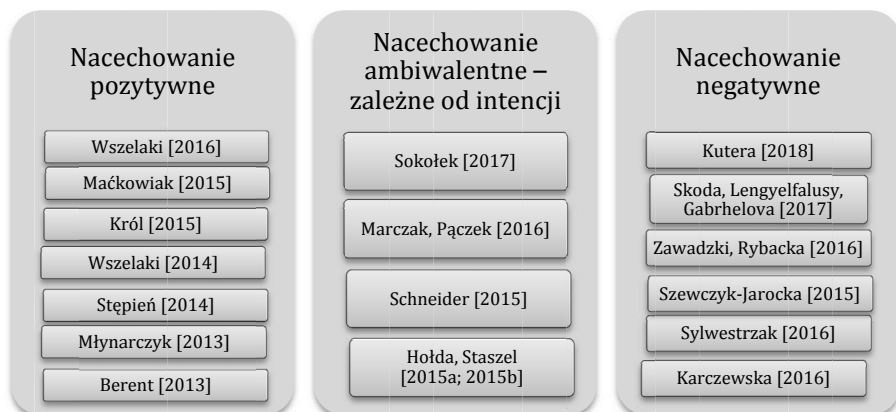 Nacechowanie
pozytywne
Wszelaki [2016]
Maćkowiak [2015]
Król [2015]
Wszelaki [2014]
Stępień [2014]
Młynarczyk [2013]
Berent [2013]
Nacechowanie
ambiwalentne –
zależne od intencji
Sokołek [2017]
Marczak, Pączek [2016]
Schneider [2015]
Hołda, Staszel
[2015a; 2015b]
Nacechowanie
negatywne
Kutera [2018]
Skoda, Lengyelfalusy,
Gabrhelova [2017]
Zawadzki, Rybacka [2016]
Szewczyk-Jarocka [2015]
Sylwestrzak [2016]
Karczewska [2016]